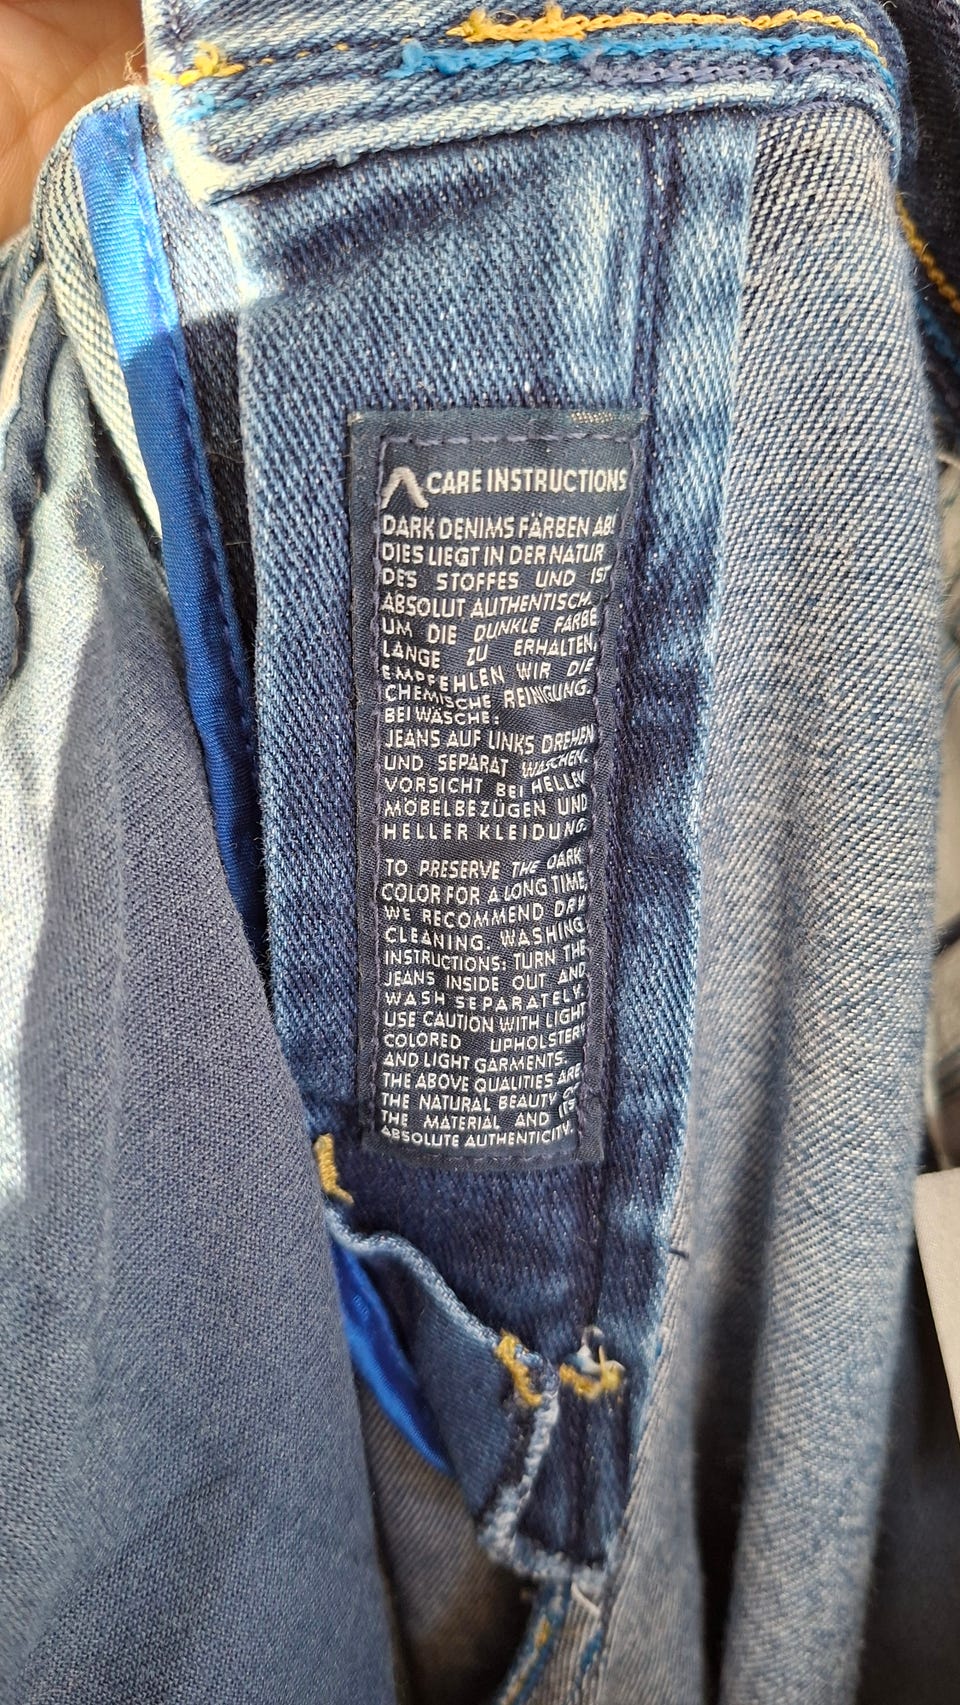 CARE INSTRUCTIONS
DARK DENIMS FÄRBEN AB!
DIES LIEGT IN DER NATUR
DES STOFFES UND IST
ABSOLUT AUTHENTISCH.
UM DIE DUNKLE FARBE
LANGE ZU ERHALTEN,
EMPFEHLEN WIR DIE
CHEMISCHE REINIGUNG.
BEI WÄSCHE:
JEANS AUF LINKS DREHEN
UND SEPARAT WASCHEN.
VORSICHT BEI HELLEN
MÖBELBEZÜGEN UND
HELLER KLEIDUNG.
TO PRESERVE THE DARK
COLOR FOR A LONG TIME,
WE RECOMMEND DRY
CLEANING. WASHING
INSTRUCTIONS: TURN THE
JEANS INSIDE OUT AND
WASH SEPARATELY.
USE CAUTION WITH LIGHT
COLORED UPHOLSTERY
AND LIGHT GARMENTS.
THE ABOVE QUALITIES ARE
THE NATURAL BEAUTY OF
THE MATERIAL AND ITS
ABSOLUTE AUTHENTICITY.